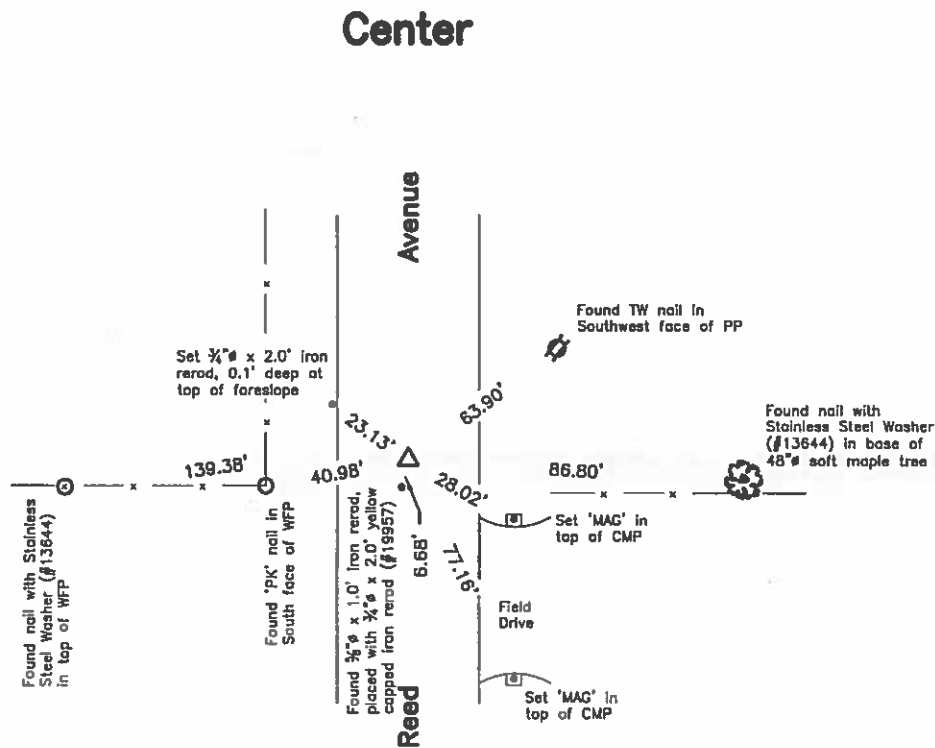 Center
Avenue
Found TW nail in
Southwest face of PP
Set ¾"ø x 2.0' iron
rerod, 0.1' deep at
top of foreslope
63.90'
23.13'
Found nail with
Stainless Steel Washer
(#13644) in base of
48"ø soft maple tree
139.38'
40.98'
28.02'
86.80'
Set 'MAG' in
top of CMP
6.68'
77.16'
Found nail with Stainless
Steel Washer (#13644)
in top of WFP
Found 'PK' nail in
South face of WFP
Found ⅝"ø x 1.0' iron rerod,
placed with ¾"ø x 2.0' yellow
capped iron rerod (#19957)
Field
Drive
Reed
Set 'MAG' in
top of CMP